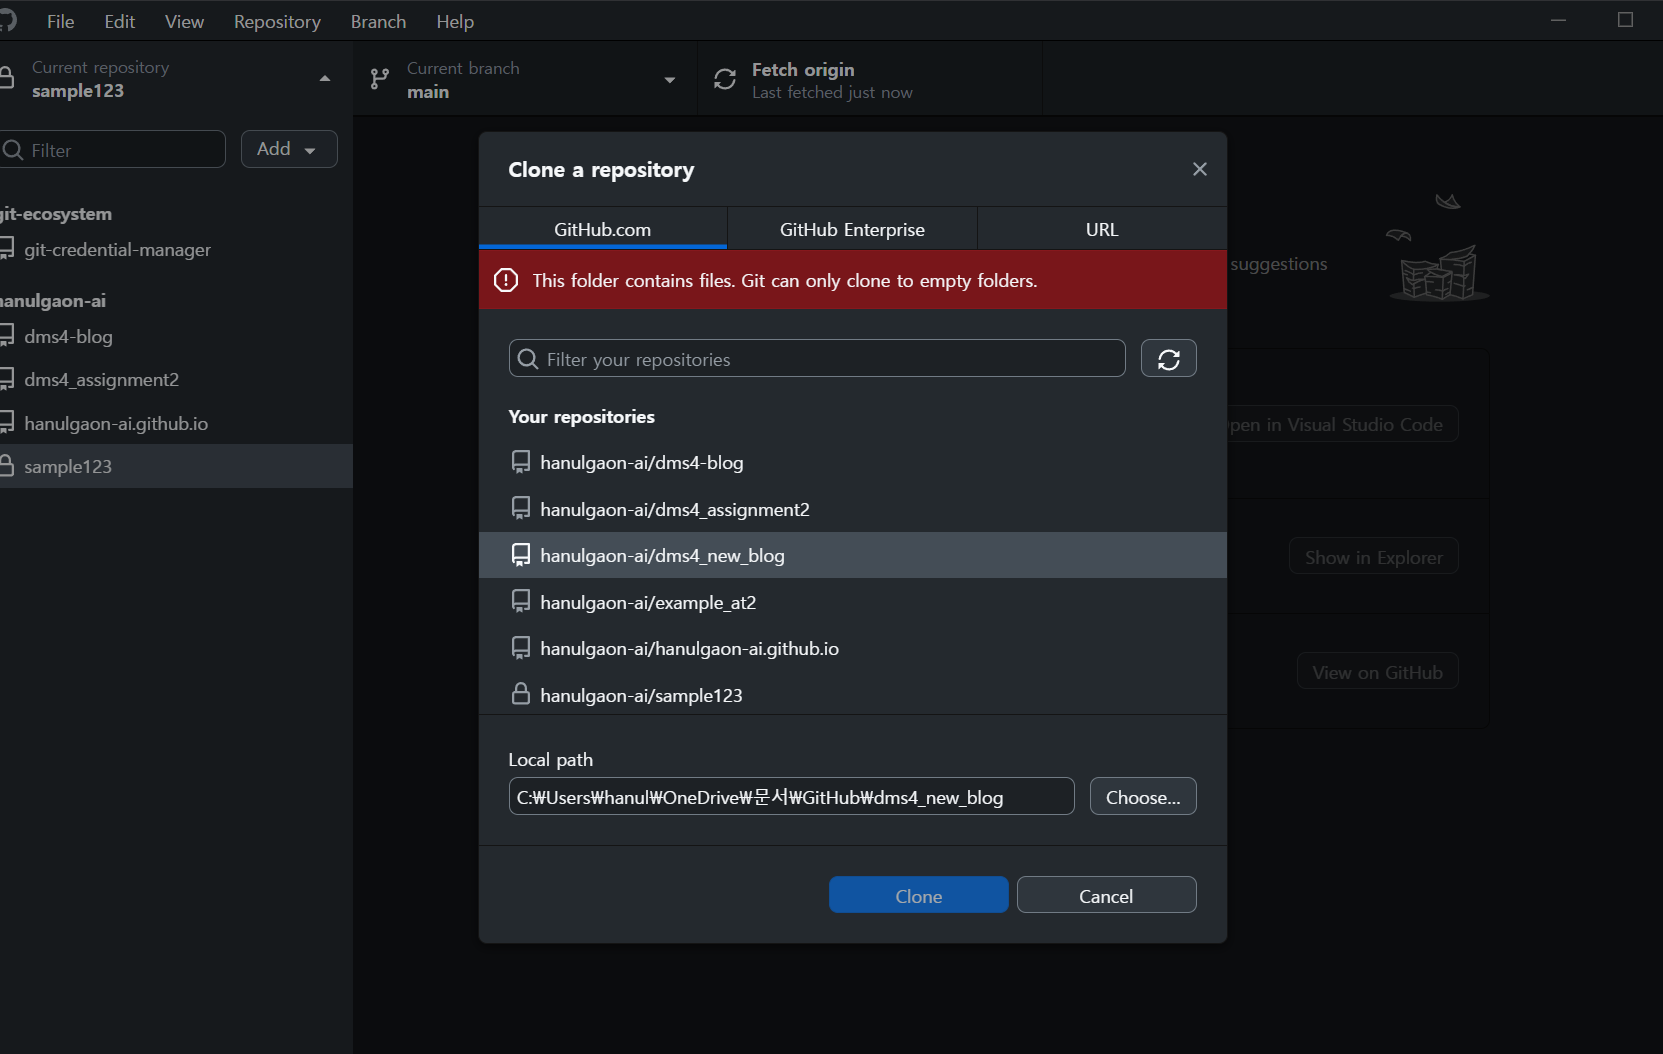 File Edit View Repository Branch Help
Current repository
sample123
Current branch
main
Fetch origin
Last fetched just now
Filter
Add
git-ecosystem
git-credential-manager
hanulgaon-ai
dms4-blog
dms4_assignment2
hanulgaon-ai.github.io
sample123
Clone a repository
GitHub.com GitHub Enterprise URL
This folder contains files. Git can only clone to empty folders.
Filter your repositories
Your repositories
hanulgaon-ai/dms4-blog
hanulgaon-ai/dms4_assignment2
hanulgaon-ai/dms4_new_blog
hanulgaon-ai/example_at2
hanulgaon-ai/hanulgaon-ai.github.io
hanulgaon-ai/sample123
Local path
C:₩Users₩hanul₩OneDrive₩문서₩GitHub₩dms4_new_blog
Choose...
Clone Cancel
suggestions
Open in Visual Studio Code
Show in Explorer
View on GitHub